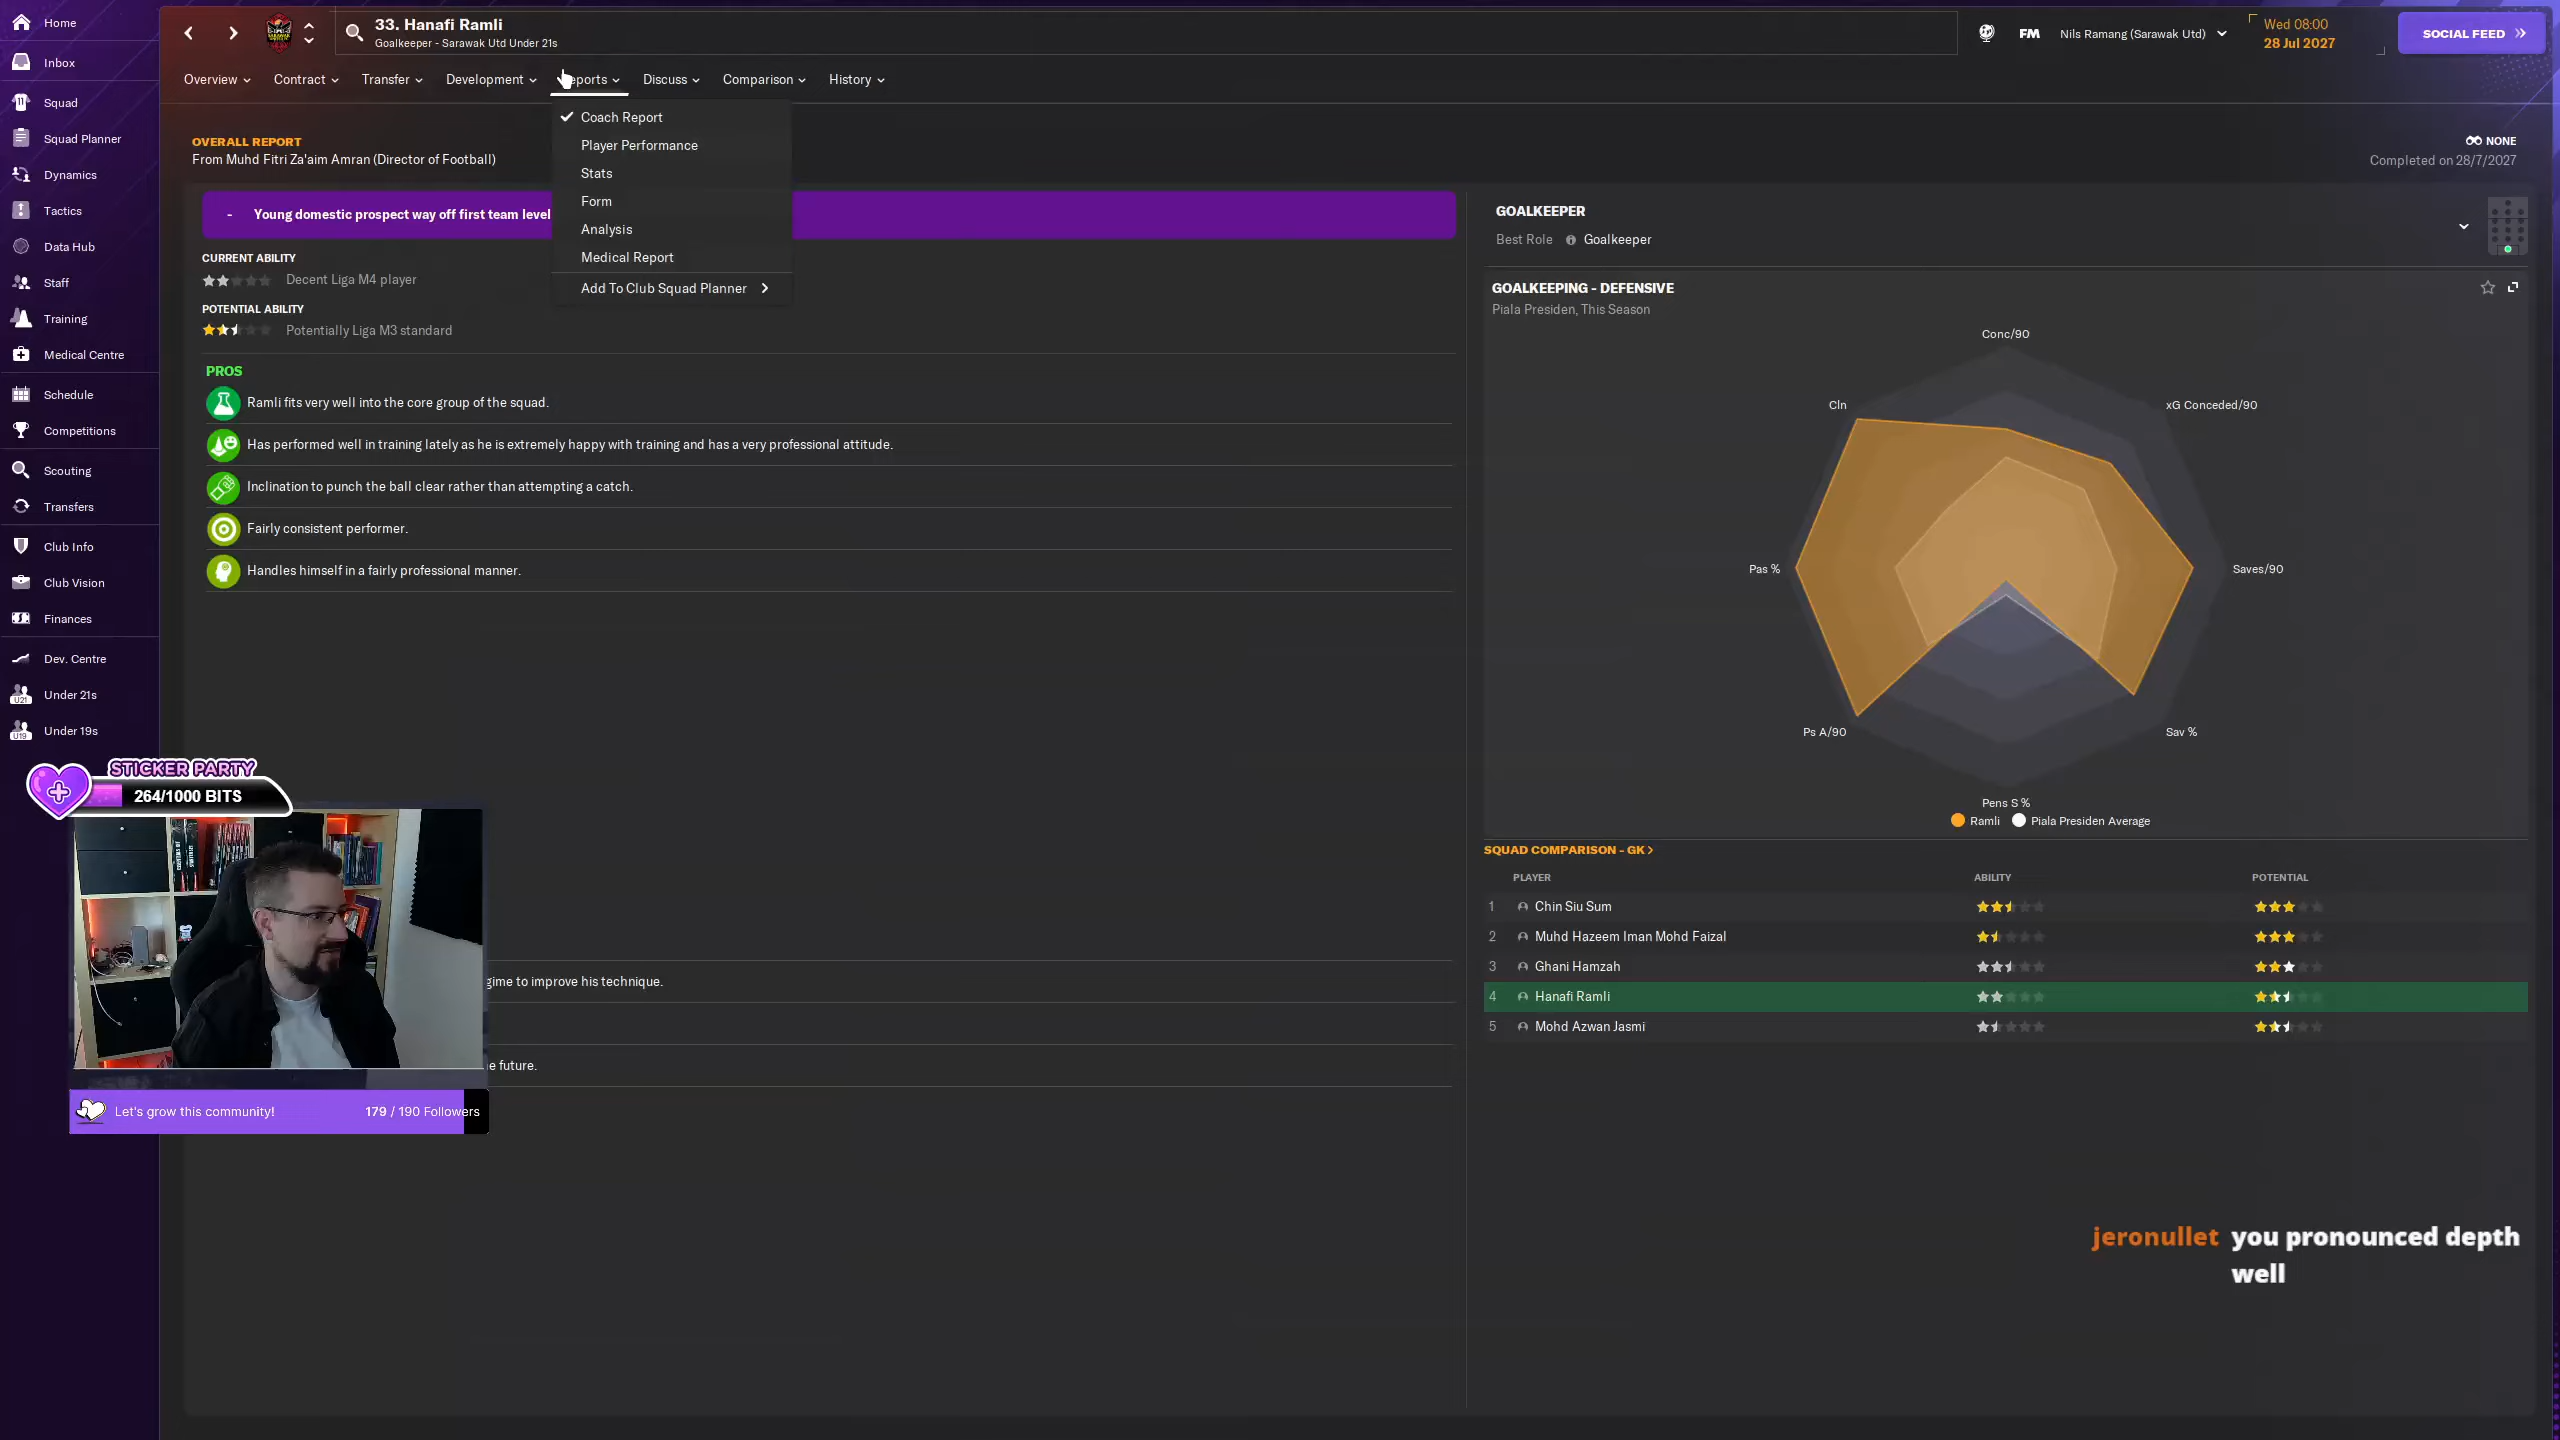 Home
Inbox
Squad
Squad Planner
Dynamics
Tactics
Data Hub
Staff
Training
Medical Centre
Schedule
Competitions
Scouting
Transfers
Club Info
Club Vision
Finances
Dev. Centre
Under 21s
Under 19s
33. Hanafi Ramli
Goalkeeper - Sarawak Utd Under 21s
FM
Nils Ramang (Sarawak Utd)
Wed 08:00
28 Jul 2027
SOCIAL FEED
Overview
Contract
Transfer
Development
Discuss
Comparison
History
Coach Report
Player Performance
Stats
Form
Analysis
Medical Report
Add To Club Squad Planner
OVERALL REPORT
From Muhd Fitri Za'aim Amran (Director of Football)
NONE
Completed on 28/7/2027
- Young domestic prospect way off first team level
CURRENT ABILITY
Decent Liga M4 player
POTENTIAL ABILITY
Potentially Liga M3 standard
PROS
Ramli fits very well into the core group of the squad.
Has performed well in training lately as he is extremely happy with training and has a very professional attitude.
Inclination to punch the ball clear rather than attempting a catch.
Fairly consistent performer.
Handles himself in a fairly professional manner.
gime to improve his technique.
e future.
GOALKEEPER
Best Role Goalkeeper
GOALKEEPING - DEFENSIVE
Piala Presiden, This Season
Conc/90
xG Conceded/90
Saves/90
Sav %
Pens S %
Ps A/90
Pas %
Cln
Ramli
Piala Presiden Average
SQUAD COMPARISON - GK
PLAYER ABILITY POTENTIAL
1 Chin Siu Sum
2 Muhd Hazeem Iman Mohd Faizal
3 Ghani Hamzah
4 Hanafi Ramli
5 Mohd Azwan Jasmi
STICKER PARTY
264/1000 BITS
Let's grow this community! 179 / 190 Followers
jeronullet you pronounced depth
well